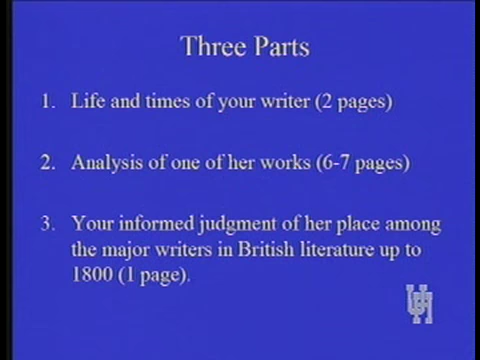 Three Parts
1. Life and times of your writer (2 pages)
2. Analysis of one of her works (6-7 pages)
3. Your informed judgment of her place among
the major writers in British literature up to
1800 (1 page).
UH